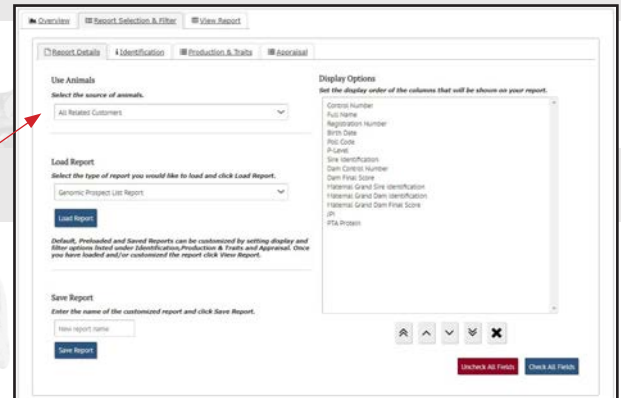 Overview Report Selection & Filter View Report
Report Details Identification Production & Traits Appraisal
Use Animals
Select the source of animals.
All Related Customers
Load Report
Select the type of report you would like to load and click Load Report.
Genomic Prospect List Report
Load Report
Default, Preloaded and Saved Reports can be customized by setting display and
filter options listed under Identification,Production & Traits and Appraisal. Once
you have loaded and/or customized the report click View Report.
Save Report
Enter the name of the customized report and click Save Report.
New report name
Save Report
Display Options
Set the display order of the columns that will be shown on your report.
Control Number
Full Name
Registration Number
Birth Date
Poll Code
P-Level
Sire Identification
Dam Control Number
Dam Final Score
Maternal Grand Sire Identification
Maternal Grand Dam Identification
Maternal Grand Dam Final Score
JPI
PTA Protein
Uncheck All Fields Check All Fields